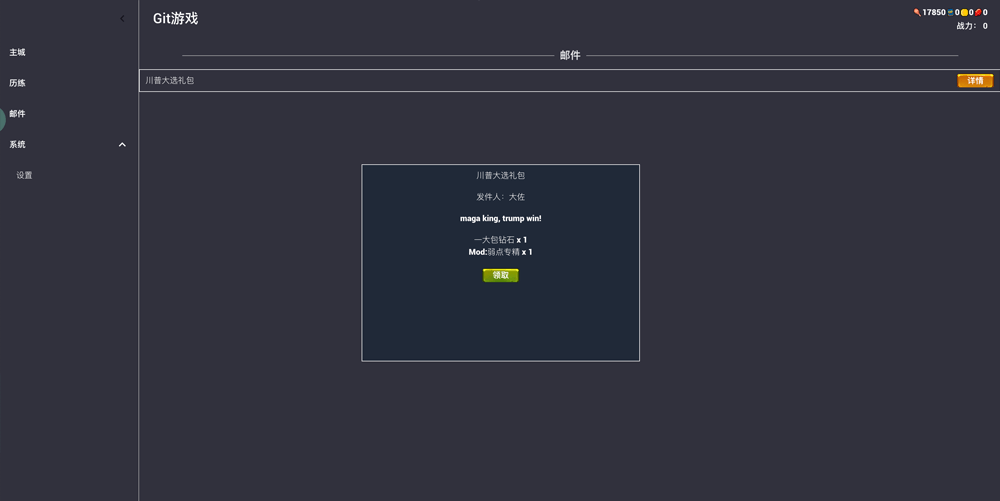 Git游戏
17850 0 0 0
战力: 0
主城
历练
邮件
系统
设置
邮件
川普大选礼包
详情
川普大选礼包
发件人: 大佐
maga king, trump win!
一大包钻石 x 1
Mod:弱点专精 x 1
领取